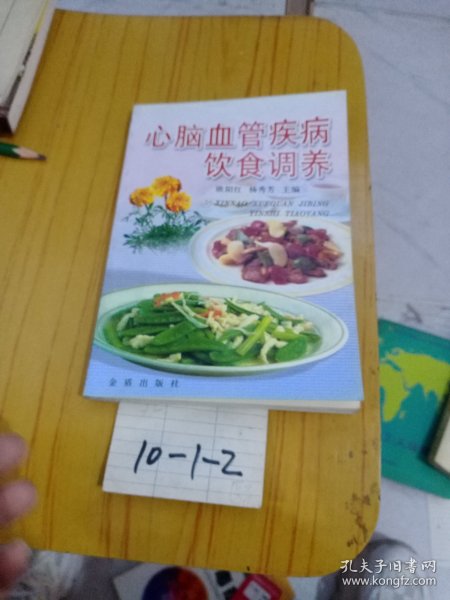 心脑血管疾病
饮食调养
欧阳红 杨秀芳 主编
XINNAO XUEGUAN JIBING
YINSHI TIAOYANG
金盾出版社
10-1-2
孔夫子旧书网
www.kongfz.com